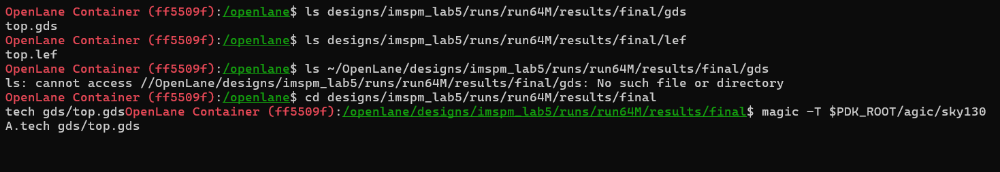 OpenLane Container (ff5509f):/openlane$ ls designs/imspm_lab5/runs/run64M/results/final/gds
top.gds
OpenLane Container (ff5509f):/openlane$ ls designs/imspm_lab5/runs/run64M/results/final/lef
top.lef
OpenLane Container (ff5509f):/openlane$ ls ~/OpenLane/designs/imspm_lab5/runs/run64M/results/final/gds
ls: cannot access //OpenLane/designs/imspm_lab5/runs/run64M/results/final/gds: No such file or directory
OpenLane Container (ff5509f):/openlane$ cd designs/imspm_lab5/runs/run64M/results/final
tech gds/top.gdsOpenLane Container (ff5509f):/openlane/designs/imspm_lab5/runs/run64M/results/final$ magic -T $PDK_ROOT/agic/sky130
A.tech gds/top.gds